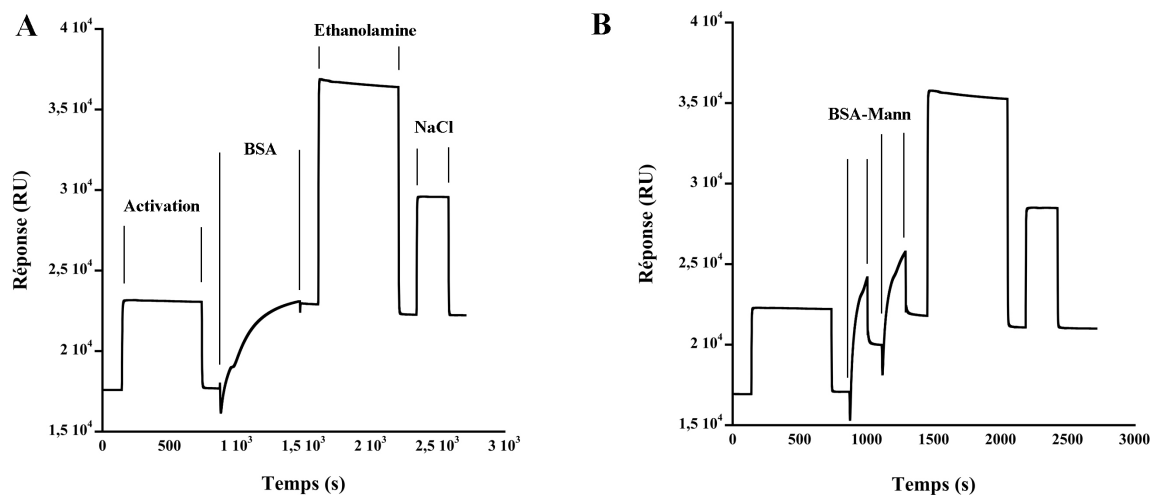 A
4 10⁴
3,5 10⁴
3 10⁴
2,5 10⁴
2 10⁴
1,5 10⁴
Réponse (RU)
Ethanolamine
NaCl
BSA
Activation
0
500
1 10³
1,5 10³
2 10³
2,5 10³
3 10³
Temps (s)
B
4 10⁴
3,5 10⁴
3 10⁴
2,5 10⁴
2 10⁴
1,5 10⁴
Réponse (RU)
BSA-Mann
0
500
1000
1500
2000
2500
3000
Temps (s)